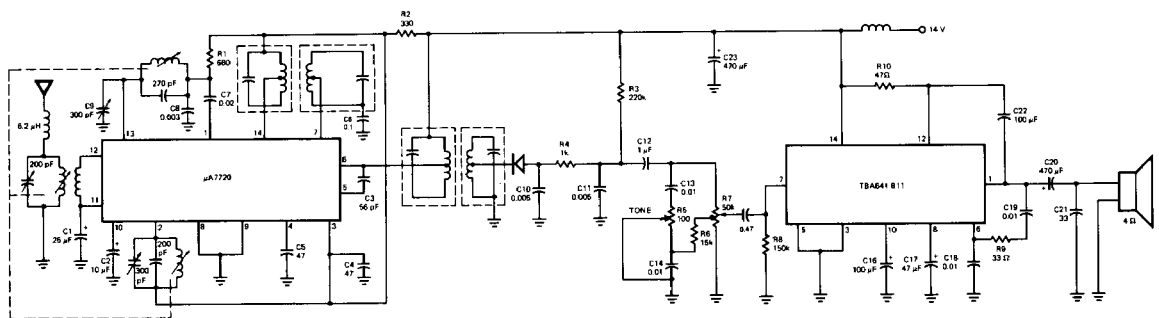 R2
330
14 V
R1
680
C23
470 µF
R10
47Ω
270 pF
C7
0.02
R3
220k
C9
300 pF
C8
0.003
C6
0.1
C22
100 µF
6.2 µH
13
1
14
7
14
12
12
6
R4
1k
C12
1 µF
200 pF
µA7720
C3
56 pF
C10
0.005
C11
0.005
C13
0.01
R7
50k
7
TBA641 B11
1
C20
470 µF
5
TONE
R5
100
0.47
C19
0.01
C21
33
4 Ω
11
10
2
8
9
4
3
R6
15k
R8
150k
5
3
10
8
6
R9
33 Ω
C1
25 µF
C2
10 µF
200
pF
300
pF
C5
47
C4
47
C14
0.01
C16
100 µF
C17
47 µF
C18
0.01